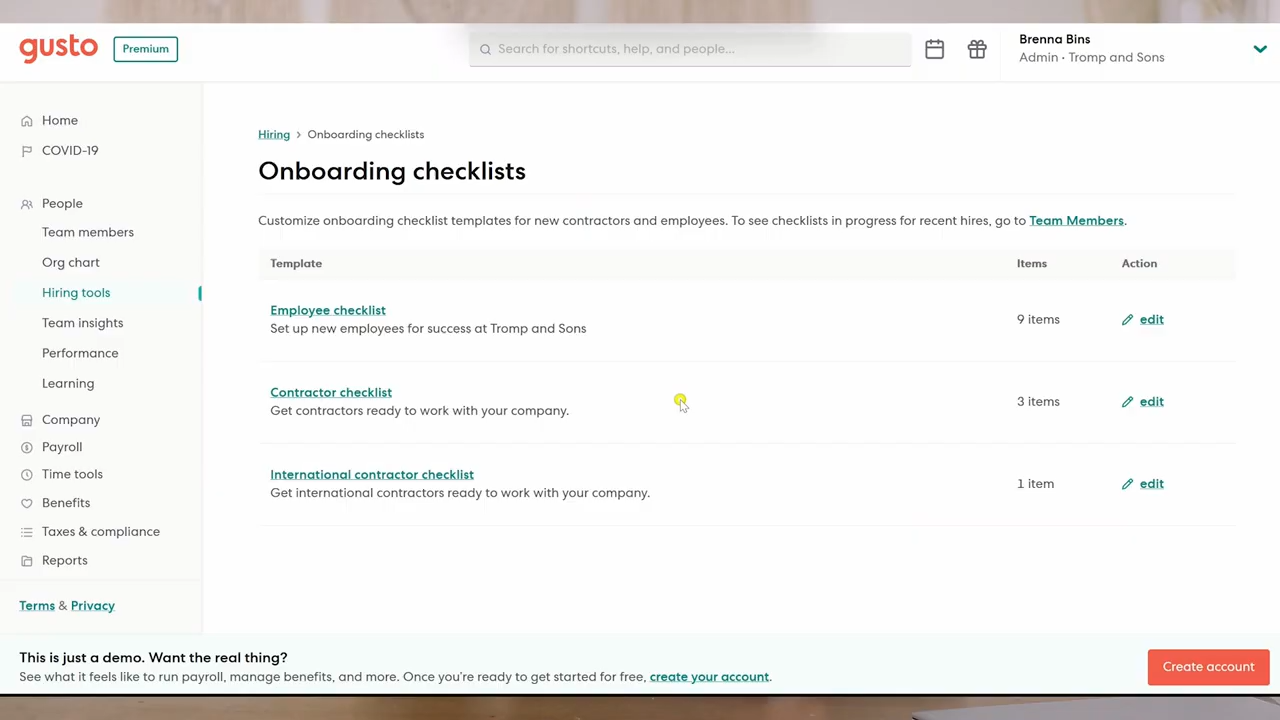 gusto
Premium
Search for shortcuts, help, and people...
Brenna Bins
Admin • Tromp and Sons
Home
COVID-19
People
Team members
Org chart
Hiring tools
Team insights
Performance
Learning
Company
Payroll
Time tools
Benefits
Taxes & compliance
Reports
Terms & Privacy
Hiring > Onboarding checklists
Onboarding checklists
Customize onboarding checklist templates for new contractors and employees. To see checklists in progress for recent hires, go to Team Members.
Template Items Action
Employee checklist
Set up new employees for success at Tromp and Sons
9 items edit
Contractor checklist
Get contractors ready to work with your company.
3 items edit
International contractor checklist
Get international contractors ready to work with your company.
1 item edit
This is just a demo. Want the real thing?
See what it feels like to run payroll, manage benefits, and more. Once you're ready to get started for free, create your account.
Create account